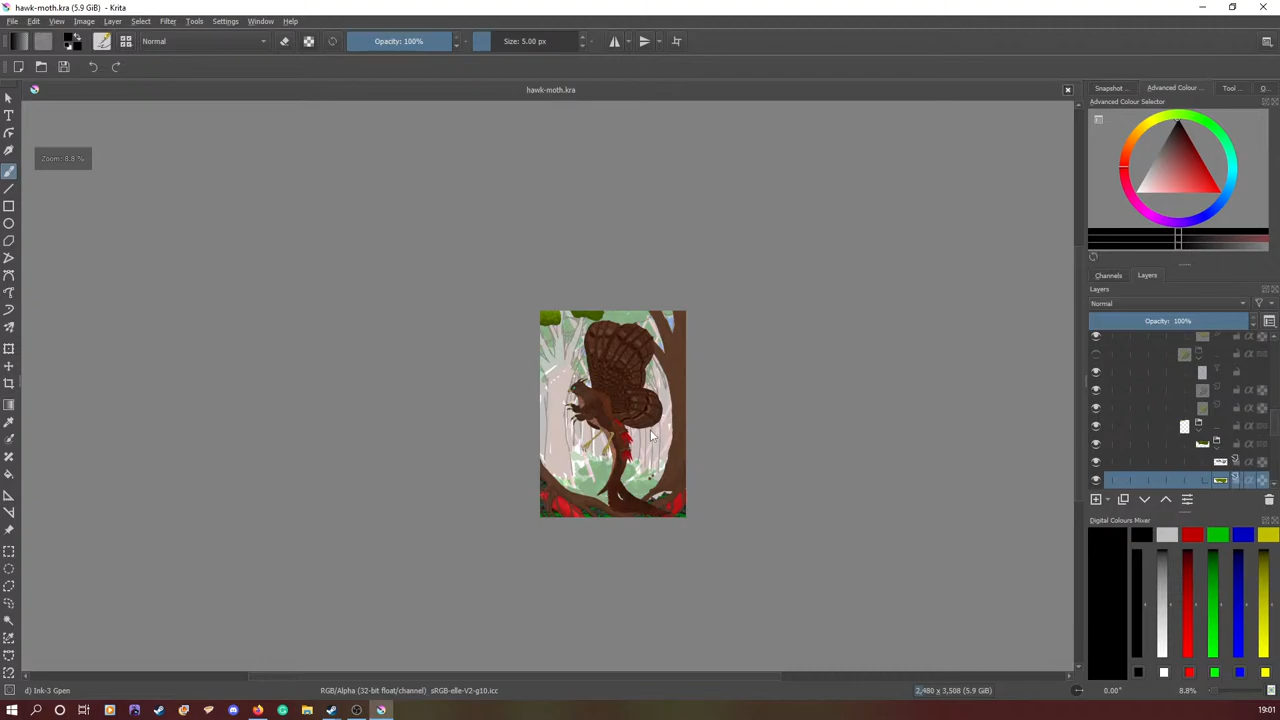 hawk-moth.kra (5.9 GiB) - Krita
File Edit View Image Layer Select Filter Tools Settings Window Help
Normal Opacity: 100% Size: 5.00 px
hawk-moth.kra
Snapshot ... Advanced Colour ... Tool ... O...
Advanced Colour Selector
Zoom: 8.8 %
Channels Layers
Layers
Normal
Opacity: 100%
Digital Colours Mixer
d) Ink-3 Gpen RGB/Alpha (32-bit float/channel) sRGB-elle-V2-g10.icc 2,480 x 3,508 (5.9 GiB) 0.00° 8.8%
19:01